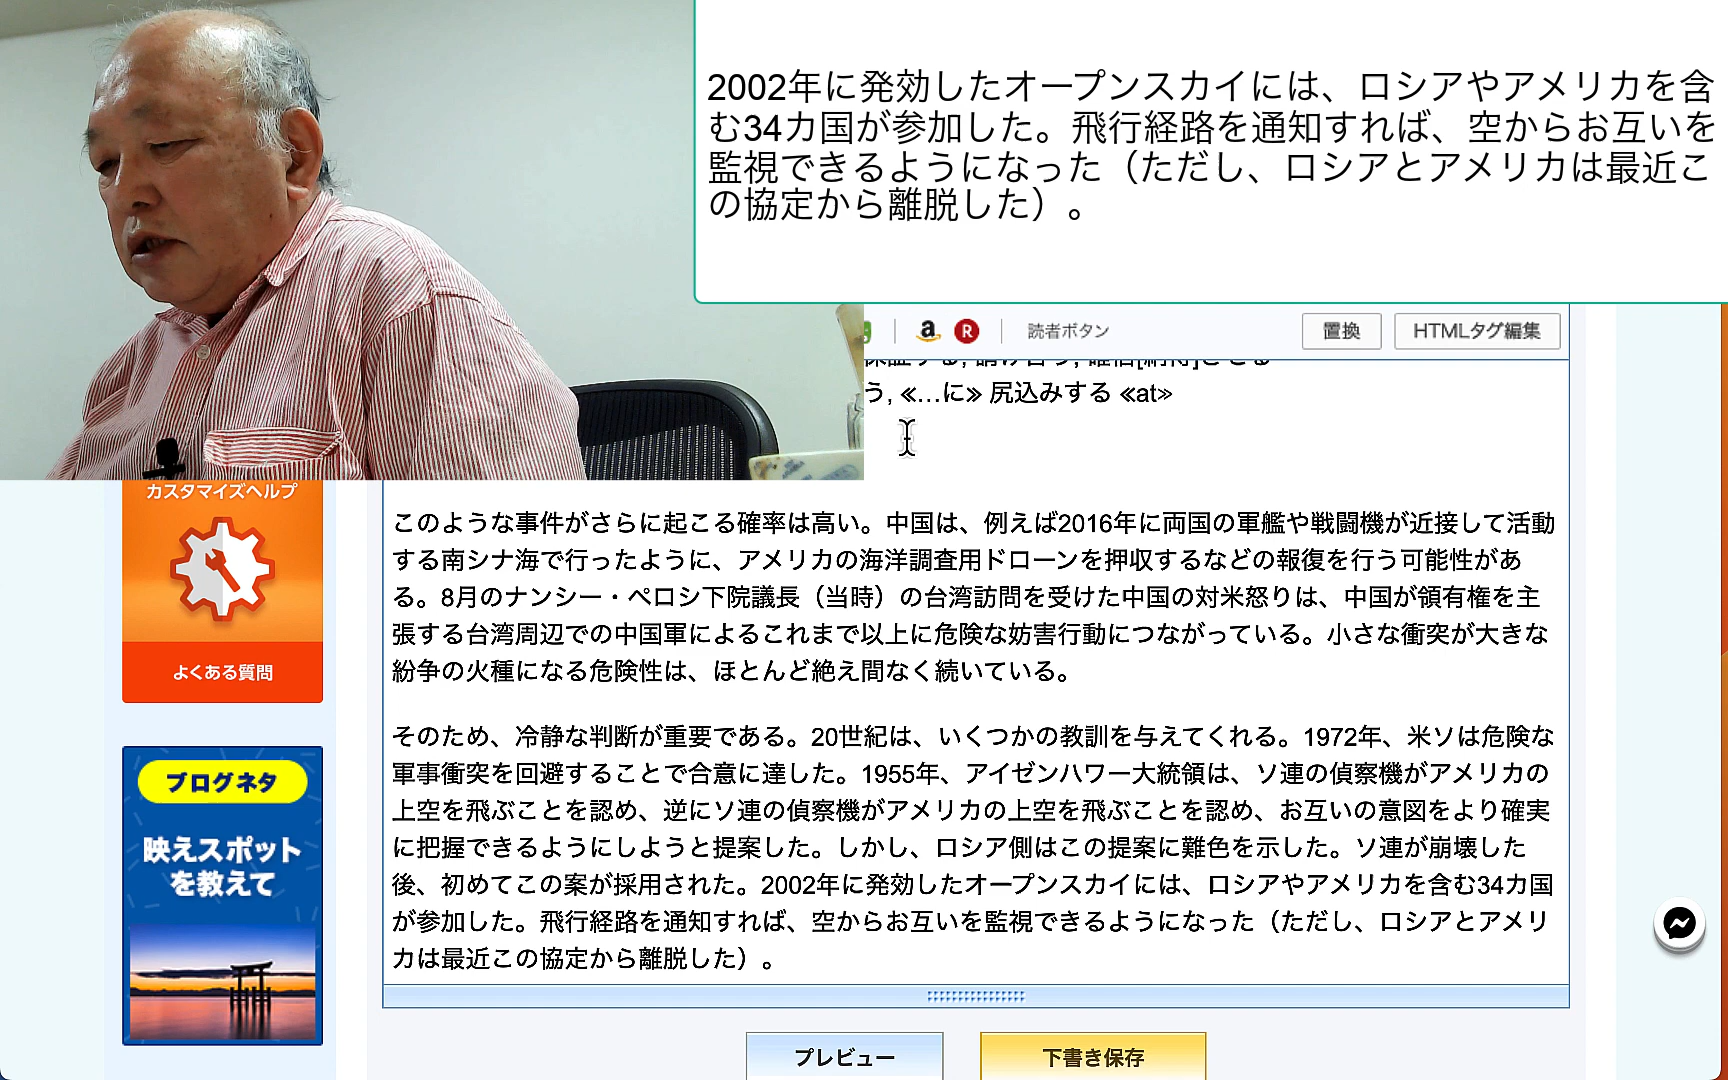 2002年に発効したオープンスカイには、ロシアやアメリカを含
む34カ国が参加した。飛行経路を通知すれば、空からお互いを
監視できるようになった（ただし、ロシアとアメリカは最近こ
の協定から離脱した）。
a R 読者ボタン 置換 HTMLタグ編集
う, ≪…に≫ 尻込みする ≪at≫
カスタマイズヘルプ
よくある質問
このような事件がさらに起こる確率は高い。中国は、例えば2016年に両国の軍艦や戦闘機が近接して活動
する南シナ海で行ったように、アメリカの海洋調査用ドローンを押収するなどの報復を行う可能性があ
る。8月のナンシー・ペロシ下院議長（当時）の台湾訪問を受けた中国の対米怒りは、中国が領有権を主
張する台湾周辺での中国軍によるこれまで以上に危険な妨害行動につながっている。小さな衝突が大きな
紛争の火種になる危険性は、ほとんど絶え間なく続いている。
そのため、冷静な判断が重要である。20世紀は、いくつかの教訓を与えてくれる。1972年、米ソは危険な
軍事衝突を回避することで合意に達した。1955年、アイゼンハワー大統領は、ソ連の偵察機がアメリカの
上空を飛ぶことを認め、逆にソ連の偵察機がアメリカの上空を飛ぶことを認め、お互いの意図をより確実
に把握できるようにしようと提案した。しかし、ロシア側はこの提案に難色を示した。ソ連が崩壊した
後、初めてこの案が採用された。2002年に発効したオープンスカイには、ロシアやアメリカを含む34カ国
が参加した。飛行経路を通知すれば、空からお互いを監視できるようになった（ただし、ロシアとアメリ
カは最近この協定から離脱した）。
ブログネタ
映えスポット
を教えて
プレビュー
下書き保存